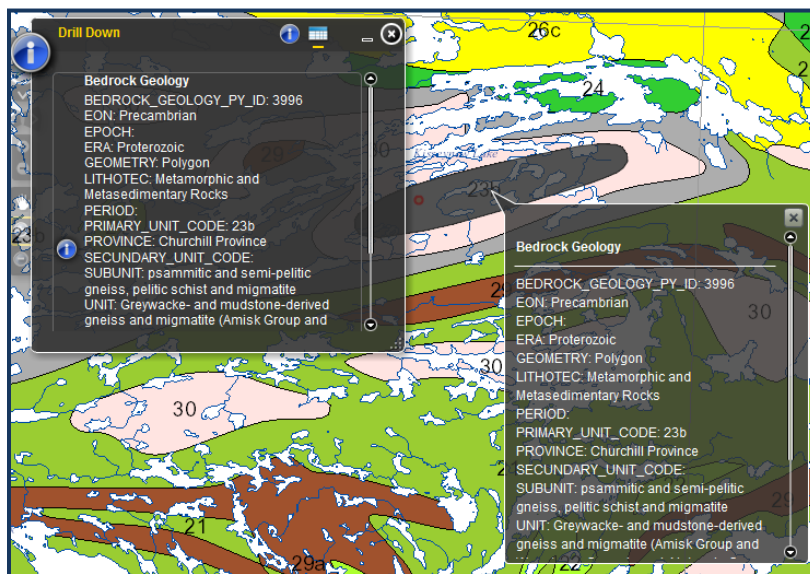 Drill Down
Bedrock Geology
BEDROCK_GEOLOGY_PY_ID: 3996
EON: Precambrian
EPOCH:
ERA: Proterozoic
GEOMETRY: Polygon
LITHOTEC: Metamorphic and
Metasedimentary Rocks
PERIOD:
PRIMARY_UNIT_CODE: 23b
PROVINCE: Churchill Province
SECUNDARY_UNIT_CODE:
SUBUNIT: psammitic and semi-pelitic
gneiss, pelitic schist and migmatite
UNIT: Greywacke- and mudstone-derived
gneiss and migmatite (Amisk Group and
26c
24
30
23b
Bedrock Geology
BEDROCK_GEOLOGY_PY_ID: 3996
EON: Precambrian
EPOCH:
ERA: Proterozoic
GEOMETRY: Polygon
LITHOTEC: Metamorphic and
Metasedimentary Rocks
PERIOD:
PRIMARY_UNIT_CODE: 23b
PROVINCE: Churchill Province
SECUNDARY_UNIT_CODE:
SUBUNIT: psammitic and semi-pelitic
gneiss, pelitic schist and migmatite
UNIT: Greywacke- and mudstone-derived
gneiss and migmatite (Amisk Group and
30
30
30
21
29a
22
29